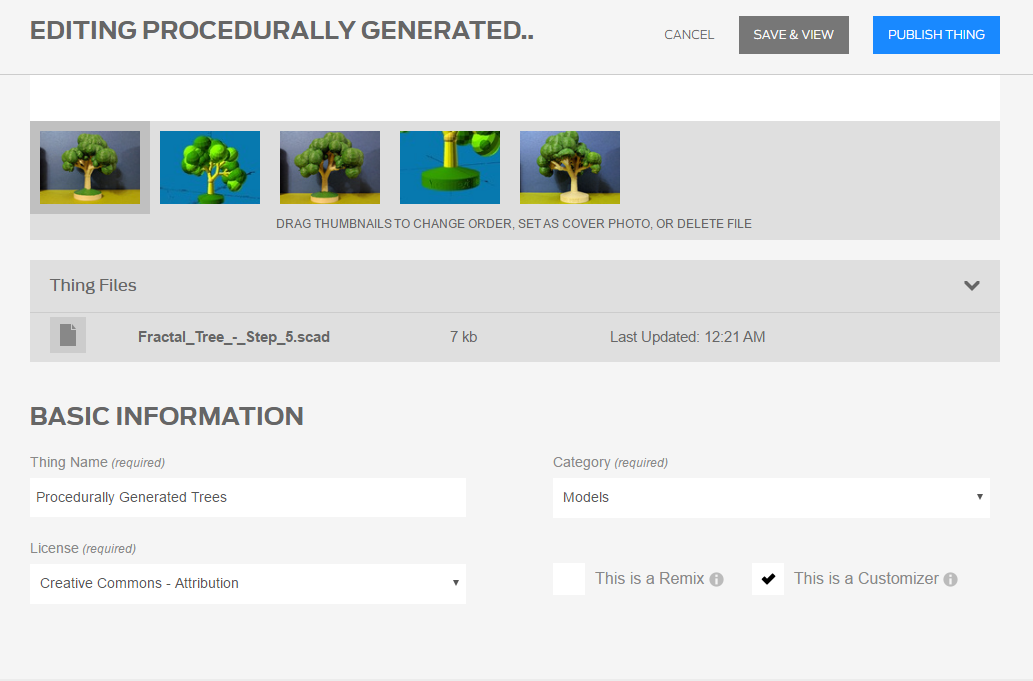 EDITING PROCEDURALLY GENERATED..
CANCEL
SAVE & VIEW
PUBLISH THING
DRAG THUMBNAILS TO CHANGE ORDER, SET AS COVER PHOTO, OR DELETE FILE
Thing Files
Fractal_Tree_-_Step_5.scad 7 kb Last Updated: 12:21 AM
BASIC INFORMATION
Thing Name (required)
Procedurally Generated Trees
Category (required)
Models
License (required)
Creative Commons - Attribution
This is a Remix
This is a Customizer